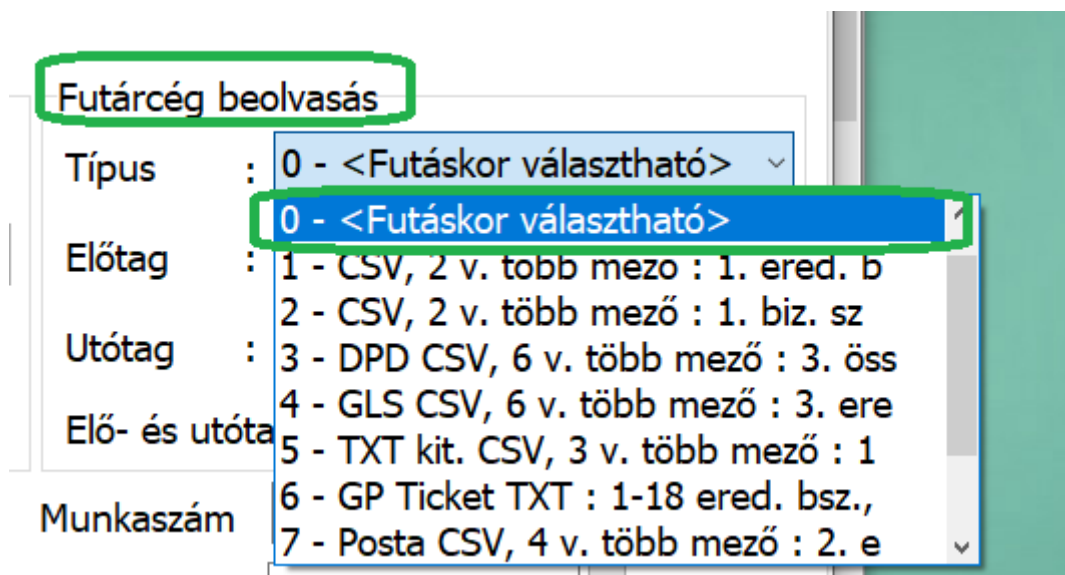 Futárcég beolvasás
Típus : 0 - <Futáskor választható>
0 - <Futáskor választható>
Előtag :
1 - CSV, 2 v. több mező : 1. ered. b
2 - CSV, 2 v. több mező : 1. biz. sz
Utótag :
3 - DPD CSV, 6 v. több mező : 3. öss
4 - GLS CSV, 6 v. több mező : 3. ere
Elő- és utóta
5 - TXT kit. CSV, 3 v. több mező : 1
6 - GP Ticket TXT : 1-18 ered. bsz.,
Munkaszám
7 - Posta CSV, 4 v. több mező : 2. e